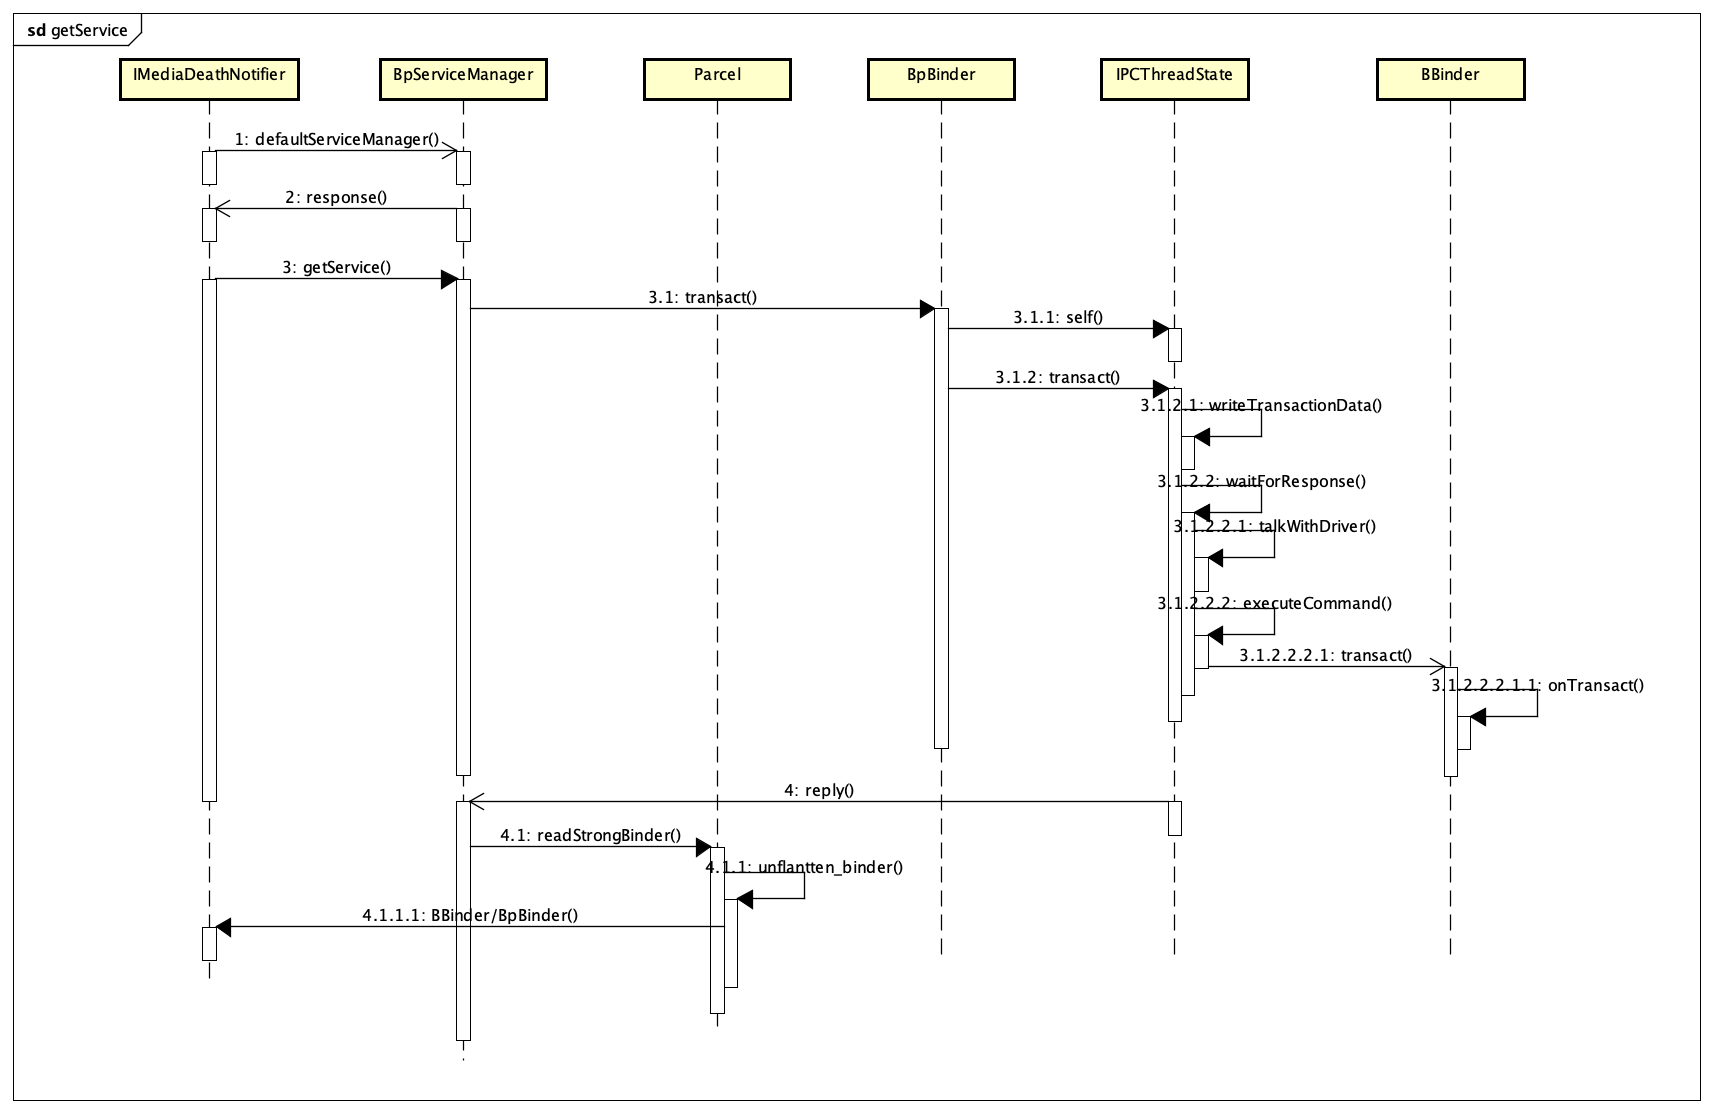 sd getService
IMediaDeathNotifier
BpServiceManager
Parcel
BpBinder
IPCThreadState
BBinder
1: defaultServiceManager()
2: response()
3: getService()
3.1: transact()
3.1.1: self()
3.1.2: transact()
3.1.2.1: writeTransactionData()
3.1.2.2: waitForResponse()
3.1.2.2.1: talkWithDriver()
3.1.2.2.2: executeCommand()
3.1.2.2.2.1: transact()
3.1.2.2.2.1.1: onTransact()
4: reply()
4.1: readStrongBinder()
4.1.1: unflantten_binder()
4.1.1.1: BBinder/BpBinder()